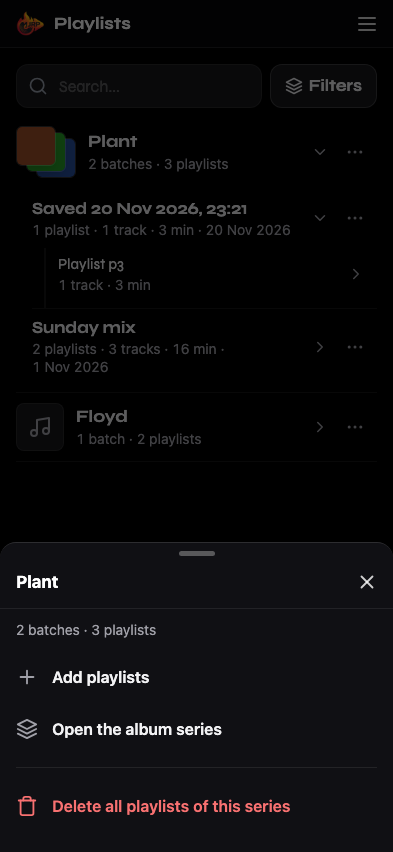 Playlists
Search...
Filters
Plant
2 batches · 3 playlists
Saved 20 Nov 2026, 23:21
1 playlist · 1 track · 3 min · 20 Nov 2026
Playlist p3
1 track · 3 min
Sunday mix
2 playlists · 3 tracks · 16 min ·
1 Nov 2026
Floyd
1 batch · 2 playlists
Plant
2 batches · 3 playlists
Add playlists
Open the album series
Delete all playlists of this series